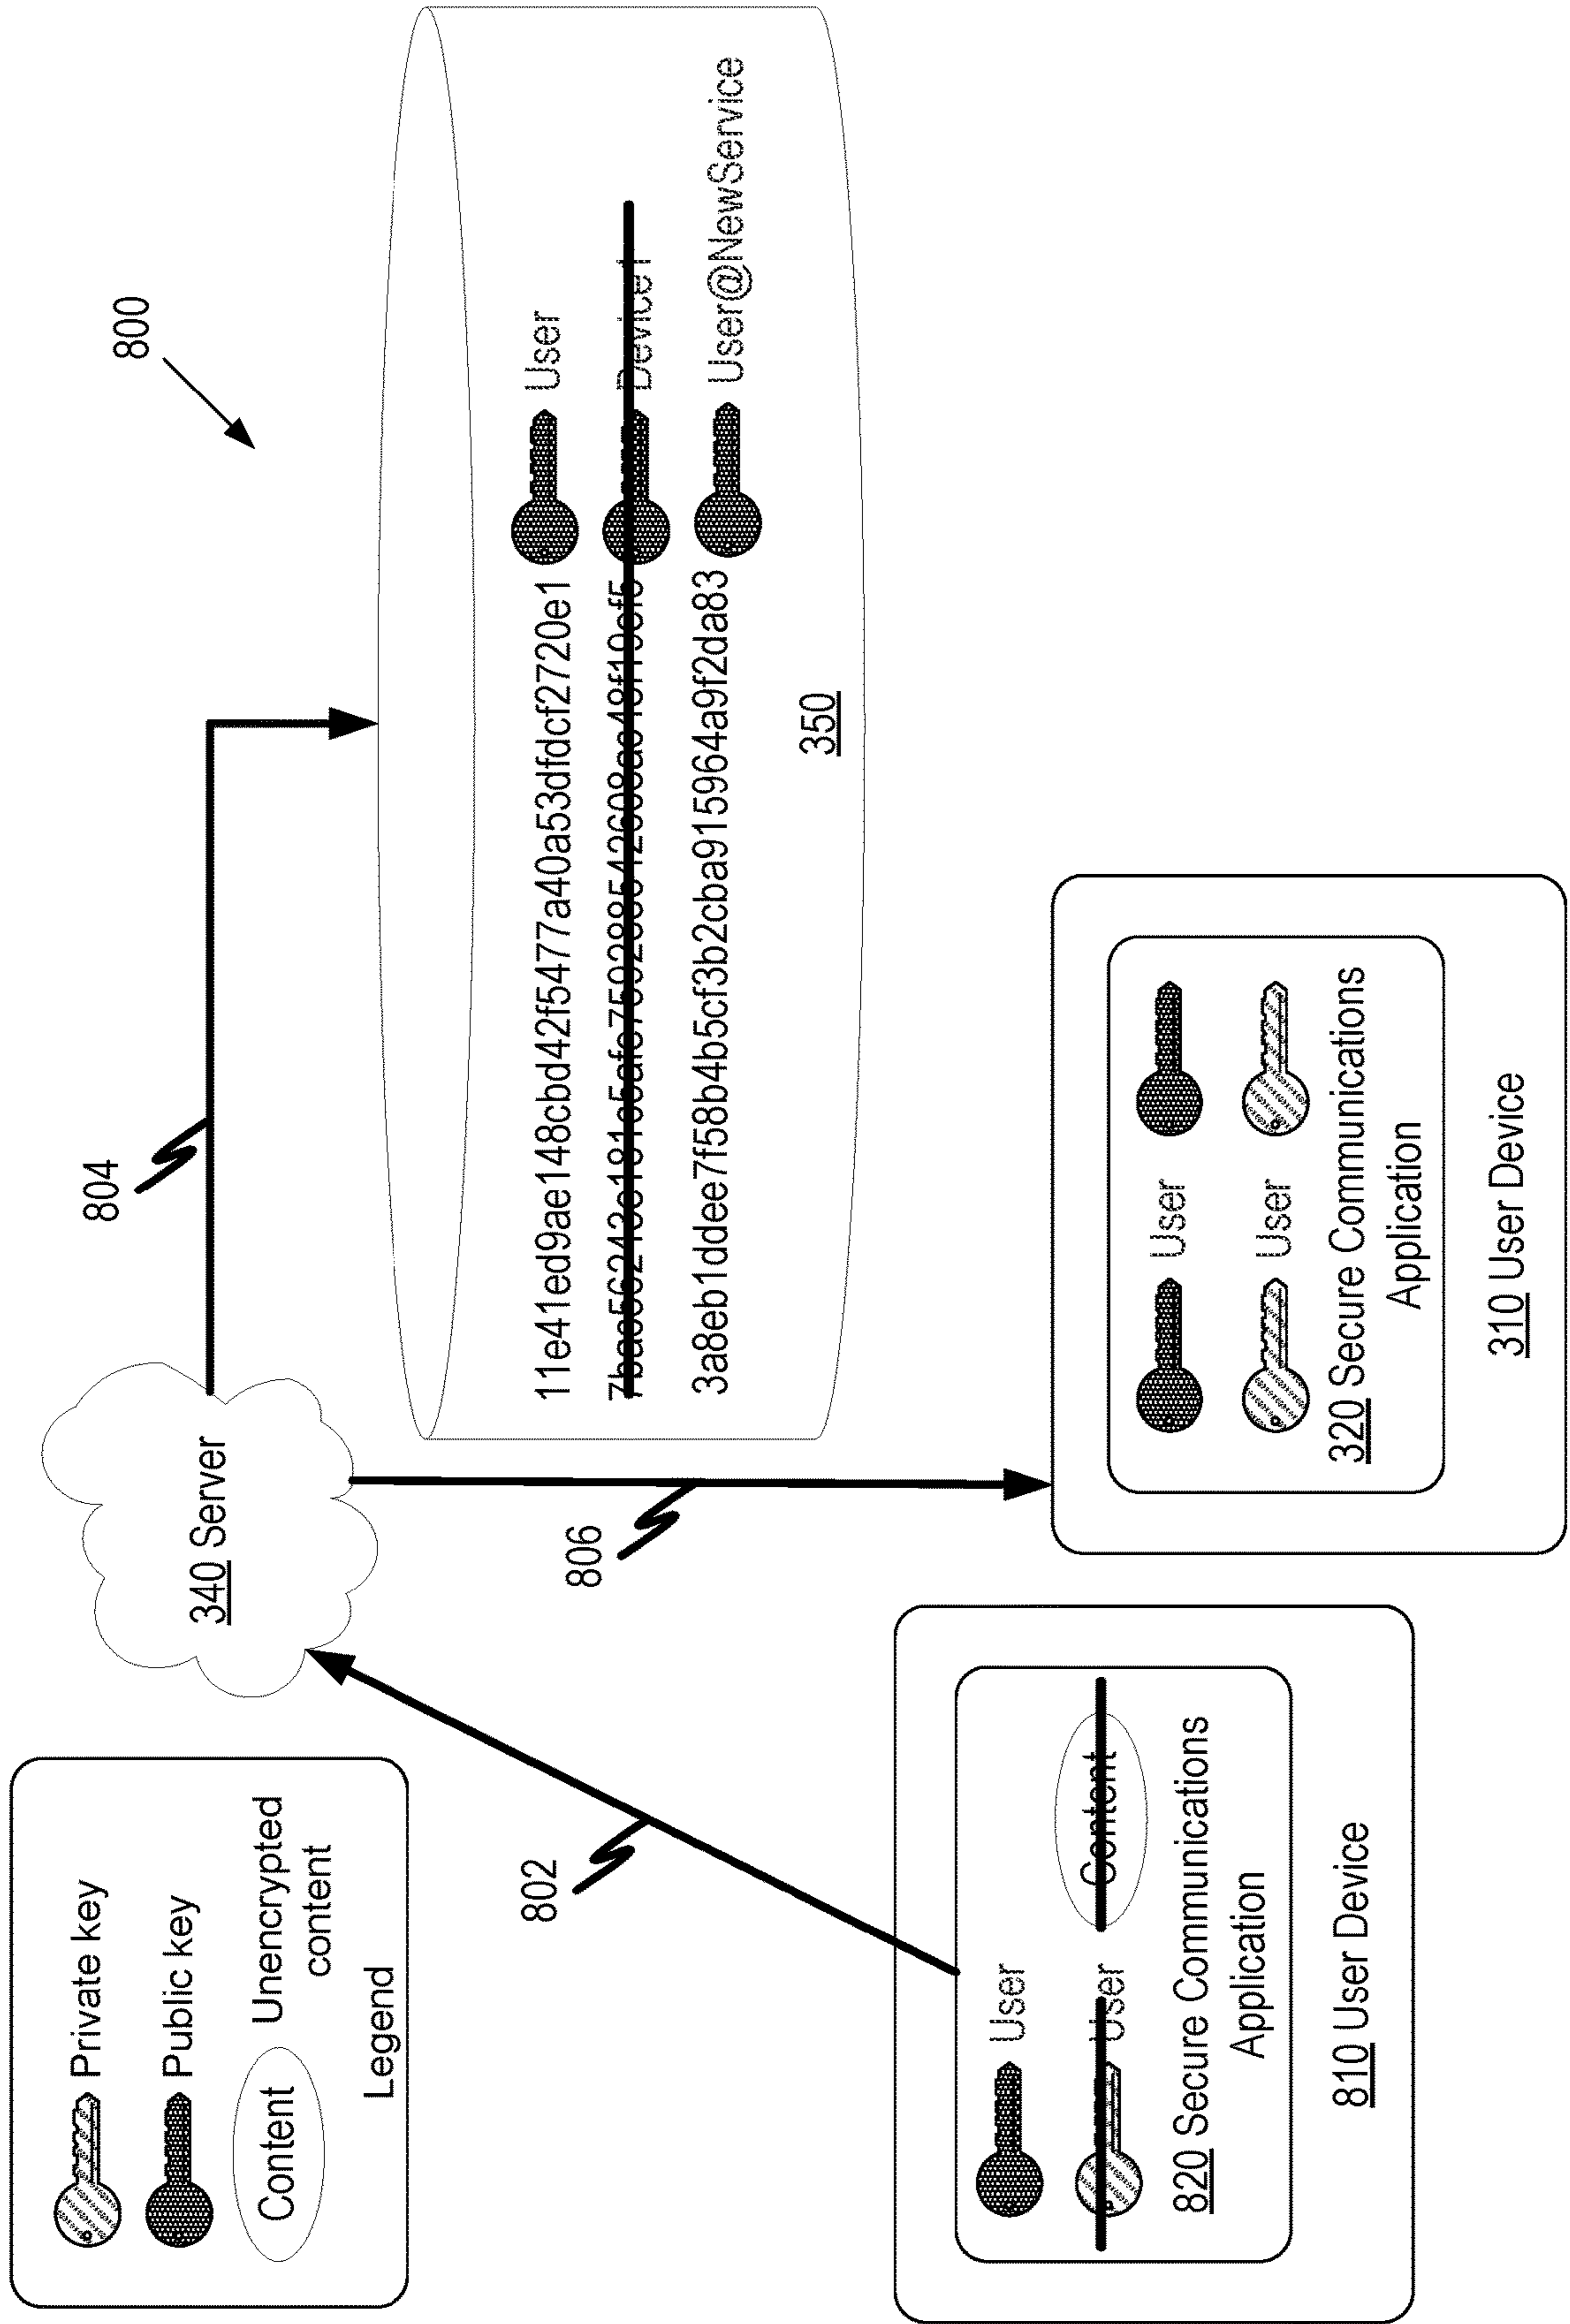 Private key
Public key
Content Unencrypted
content
Legend
340 Server
804
800
11e41ed9ae148cbd42f5477a40a53dfdcf2720e1 User
Device1
3a8eb1ddee7f58b4b5cf3b2cba915964a9f2da83 User@NewService
350
802
806
User
User
Content
820 Secure Communications
Application
810 User Device
User
User
320 Secure Communications
Application
310 User Device